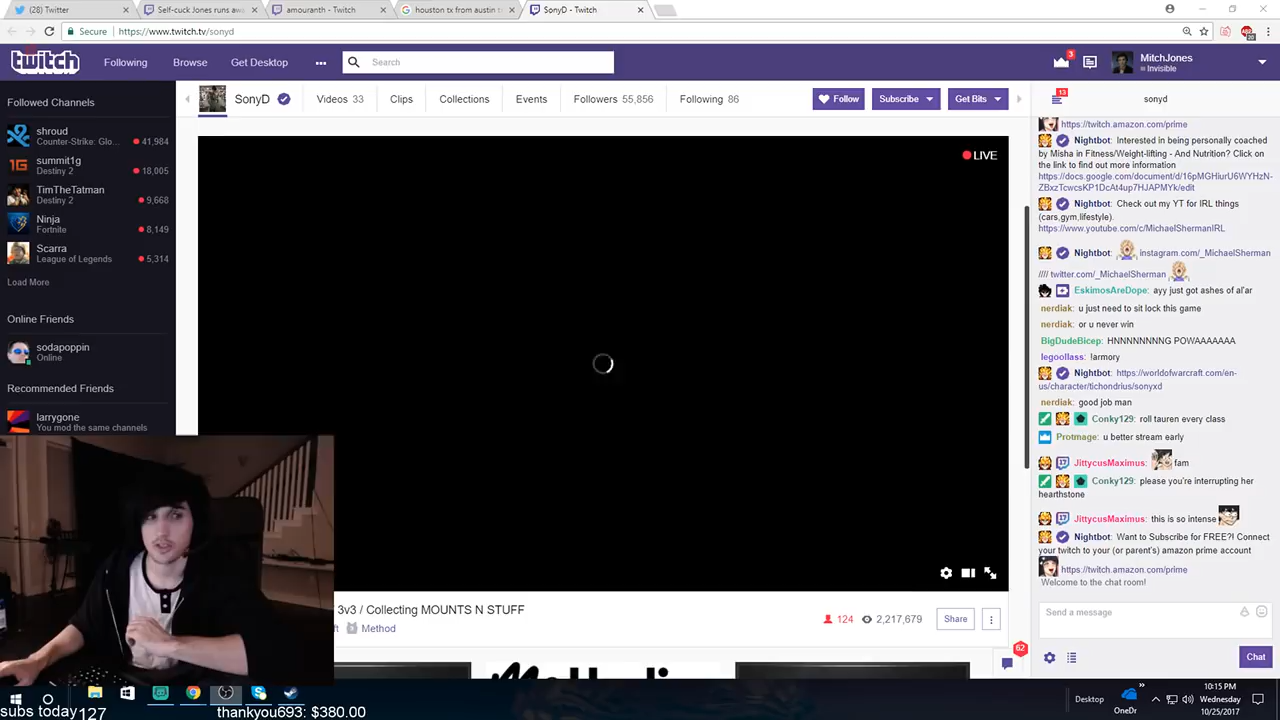 (28) Twitter
Self-cuck Jones runs aw
amouranth - Twitch
houston tx from austin t
SonyD - Twitch
Secure
https://www.twitch.tv/sonyd
twitch
Following
Browse
Get Desktop
Search
3
MitchJones
Invisible
Followed Channels
shroud
Counter-Strike: Glo...
41,984
summit1g
Destiny 2
18,005
TimTheTatman
Destiny 2
9,668
Ninja
Fortnite
8,149
Scarra
League of Legends
5,314
Load More
Online Friends
sodapoppin
Online
Recommended Friends
larrygone
You mod the same channels
SonyD
Videos 33
Clips
Collections
Events
Followers 55,856
Following 86
Follow
Subscribe
Get Bits
LIVE
3v3 / Collecting MOUNTS N STUFF
Method
124
2,217,679
Share
13
sonyd
https://twitch.amazon.com/prime
Nightbot: Interested in being personally coached
by Misha in Fitness/Weight-lifting - And Nutrition? Click on
the link to find out more information
https://docs.google.com/document/d/16pMGHiurU6WYHzN-
ZBxzTcwcsKP1DcAt4up7HJAPMYk/edit
Nightbot: Check out my YT for IRL things
(cars,gym,lifestyle).
https://www.youtube.com/c/MichaelShermanIRL
Nightbot: instagram.com/_MichaelSherman
//// twitter.com/_MichaelSherman
EskimosAreDope: ayy just got ashes of al'ar
nerdiak: u just need to sit lock this game
nerdiak: or u never win
BigDudeBicep: HNNNNNNNG POWAAAAAAA
legoollass: !armory
Nightbot: https://worldofwarcraft.com/en-
us/character/tichondrius/sonyxd
nerdiak: good job man
Conky129: roll tauren every class
Protmage: u better stream early
JittycusMaximus: fam
Conky129: please you're interrupting her
hearthstone
JittycusMaximus: this is so intense
Nightbot: Want to Subscribe for FREE?! Connect
your twitch to your (or parent's) amazon prime account
https://twitch.amazon.com/prime
Welcome to the chat room!
Send a message
62
Chat
Desktop
OneDr
10:15 PM
Wednesday
10/25/2017
subs today 127
thankyou693: $380.00